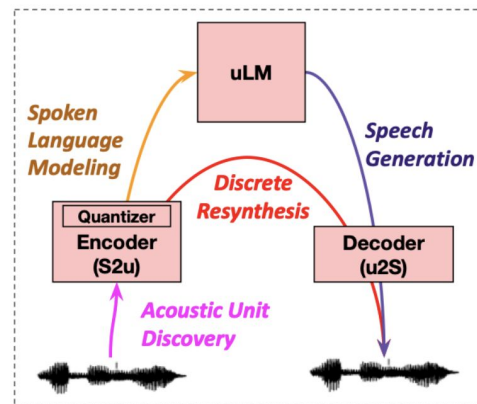 uLM
Spoken
Language
Modeling
Speech
Generation
Discrete
Resynthesis
Quantizer
Encoder
(S2u)
Decoder
(u2S)
Acoustic Unit
Discovery